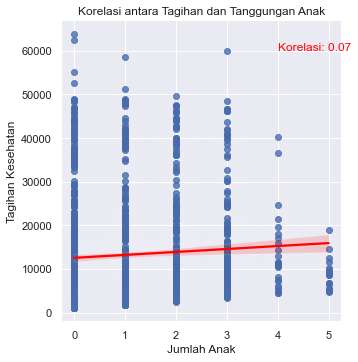 Korelasi antara Tagihan dan Tanggungan Anak
Korelasi: 0.07
Tagihan Kesehatan
60000
50000
40000
30000
20000
10000
0
0 1 2 3 4 5
Jumlah Anak